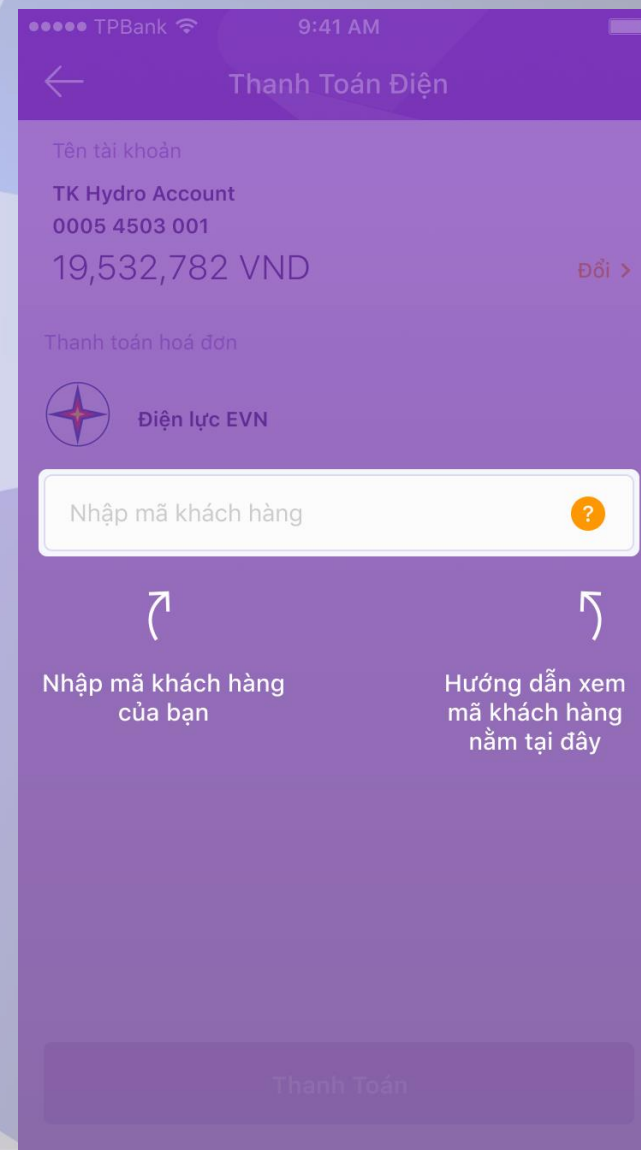 TPBank 9:41 AM
Thanh Toán Điện
Tên tài khoản
TK Hydro Account
0005 4503 001
19,532,782 VND
Đổi >
Thanh toán hoá đơn
Điện lực EVN
Nhập mã khách hàng ?
Nhập mã khách hàng
của bạn
Hướng dẫn xem
mã khách hàng
nằm tại đây
Thanh Toán